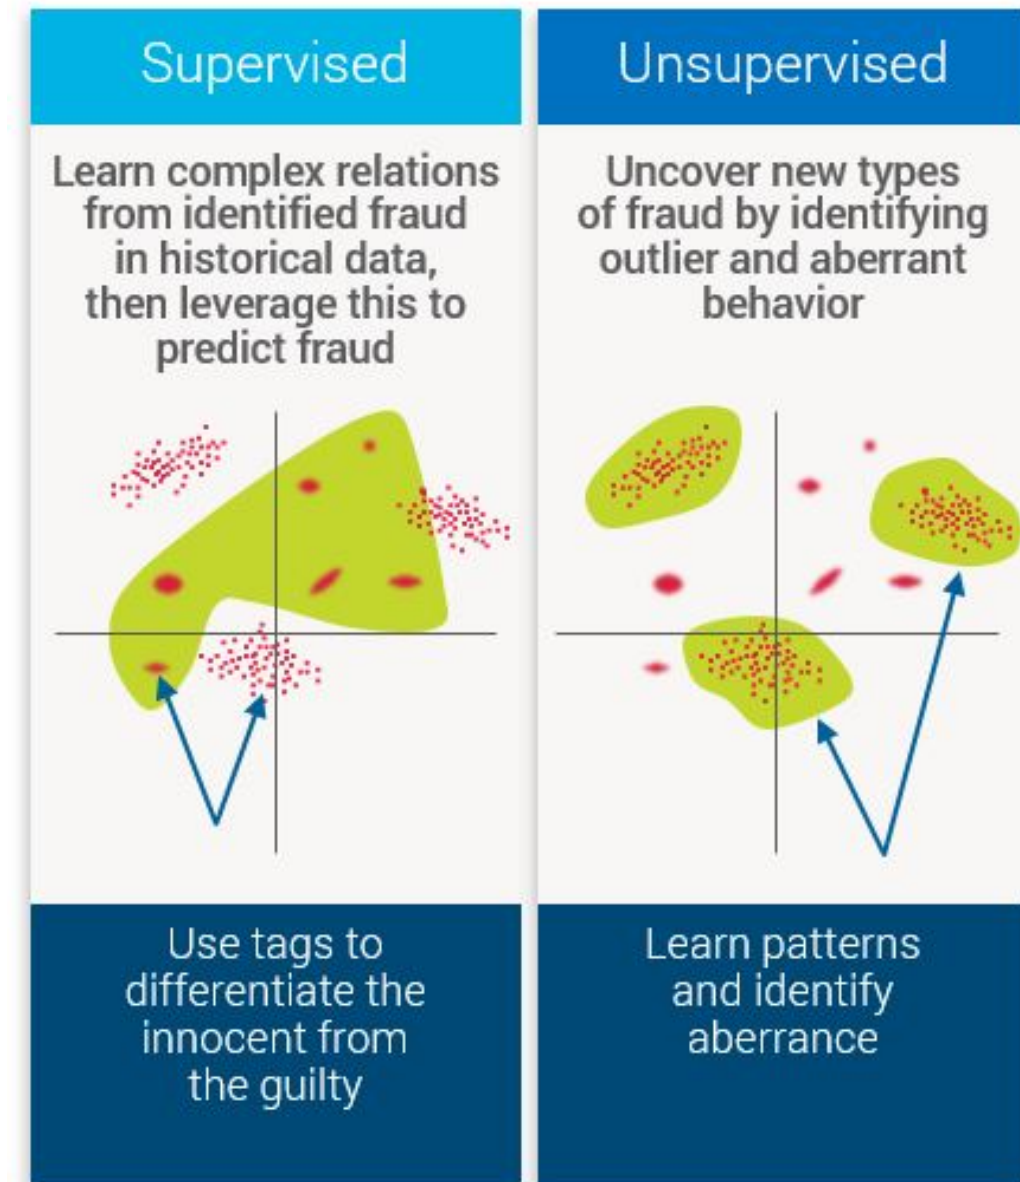 Supervised
Learn complex relations
from identified fraud
in historical data,
then leverage this to
predict fraud
Use tags to
differentiate the
innocent from
the guilty
Unsupervised
Uncover new types
of fraud by identifying
outlier and aberrant
behavior
Learn patterns
and identify
aberrance